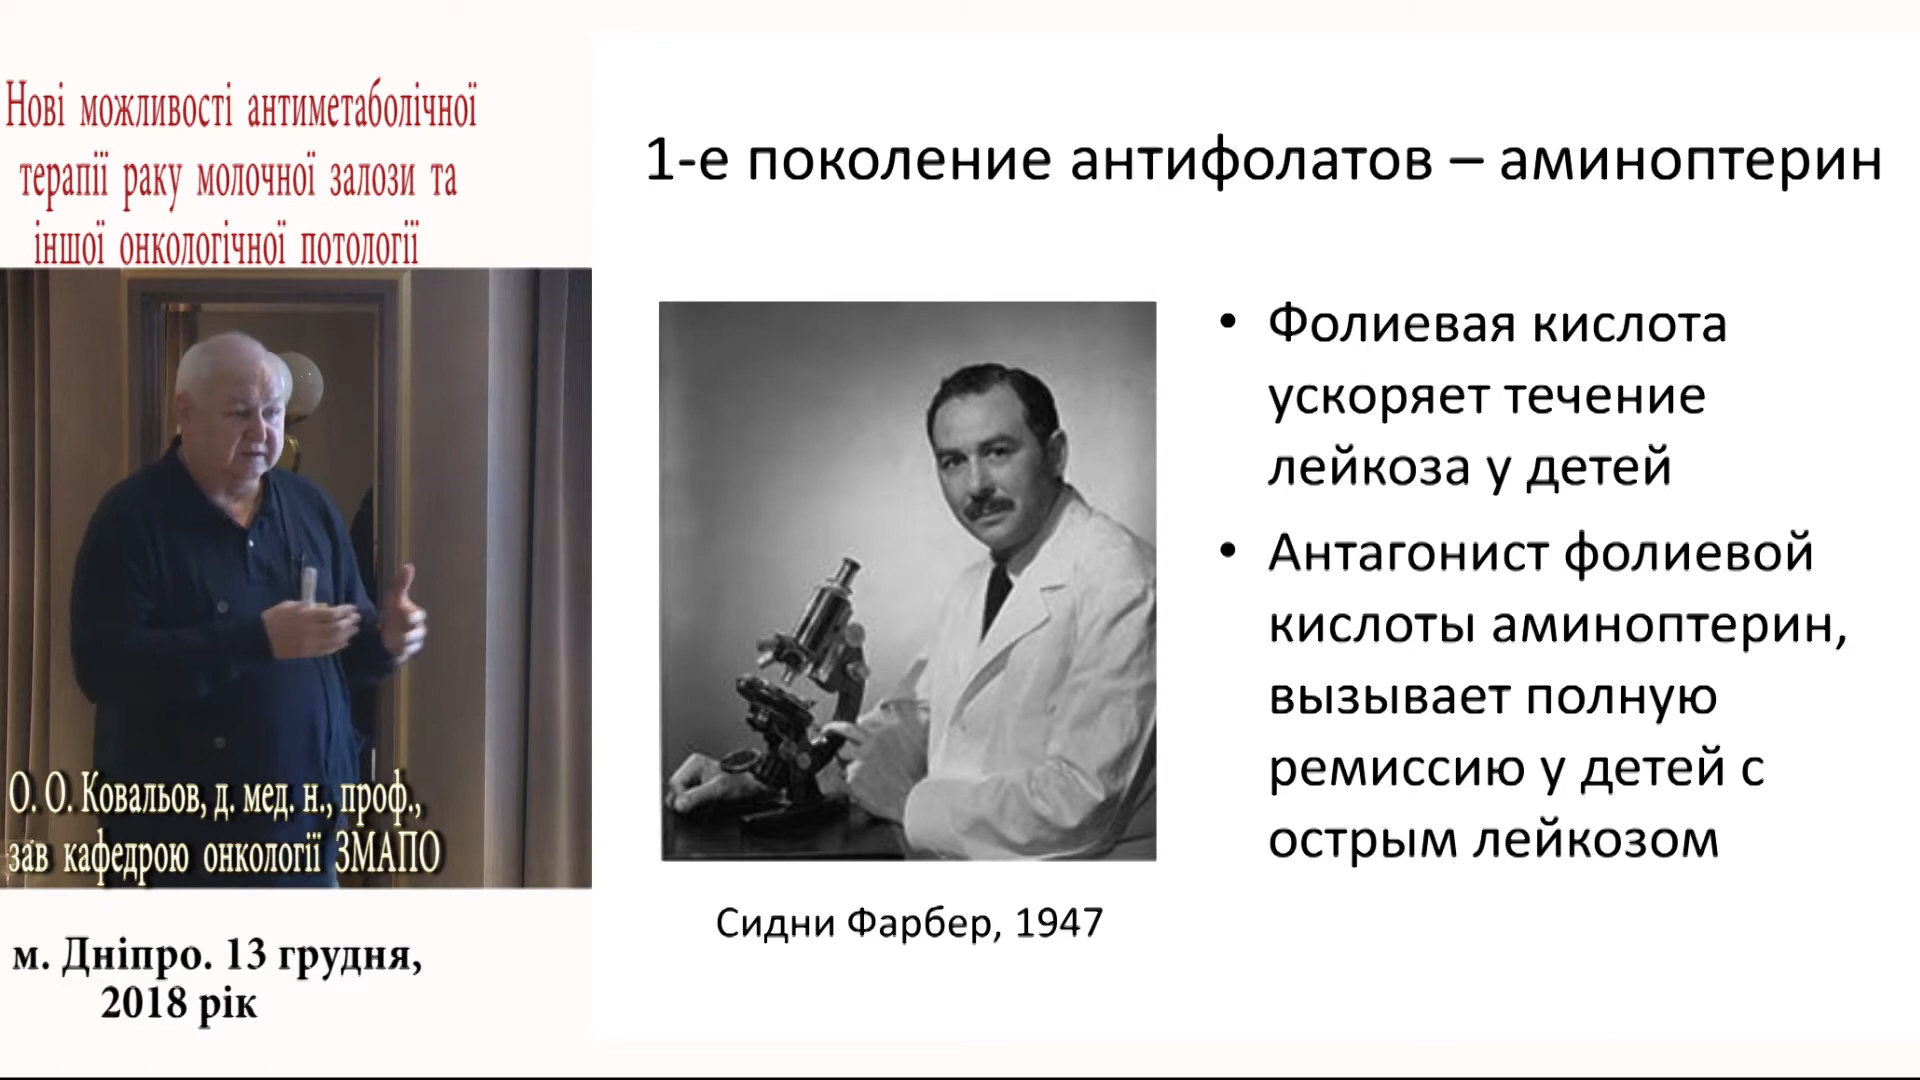 Нові можливості антиметаболічної
терапії раку молочної залози та
іншої онкологічної потології
О. О. Ковальов, д. мед. н., проф.,
зав кафедрою онкології ЗМАПО
м. Дніпро. 13 грудня,
2018 рік
1-е поколение антифолатов – аминоптерин
Сидни Фарбер, 1947
• Фолиевая кислота
ускоряет течение
лейкоза у детей
• Антагонист фолиевой
кислоты аминоптерин,
вызывает полную
ремиссию у детей с
острым лейкозом